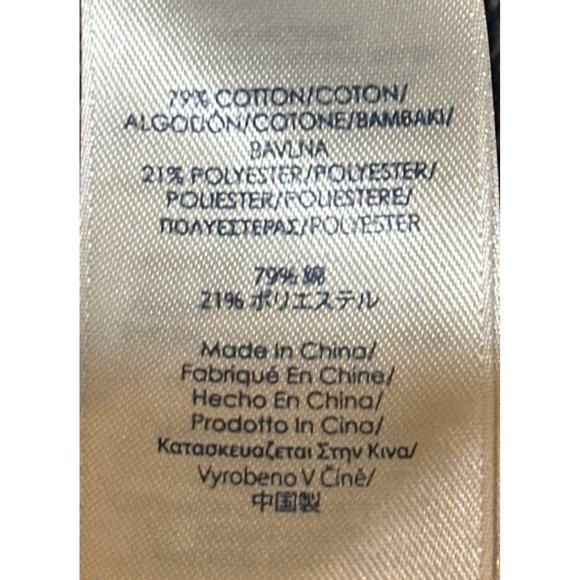 79% COTTON/COTON/
ALGODÓN/COTONE/BAMBAKI/
BAVLNA
21% POLYESTER/POLYESTER/
POLIESTER/POLIESTERE/
ΠΟΛΥΕΣΤΕΡΑΣ/POLYESTER
79% 綿
21% ポリエステル
Made In China/
Fabriqué En Chine/
Hecho En China/
Prodotto In Cina/
Κατασκευαζεται Στην Κινα/
Vyrobeno V Číně/
中国製